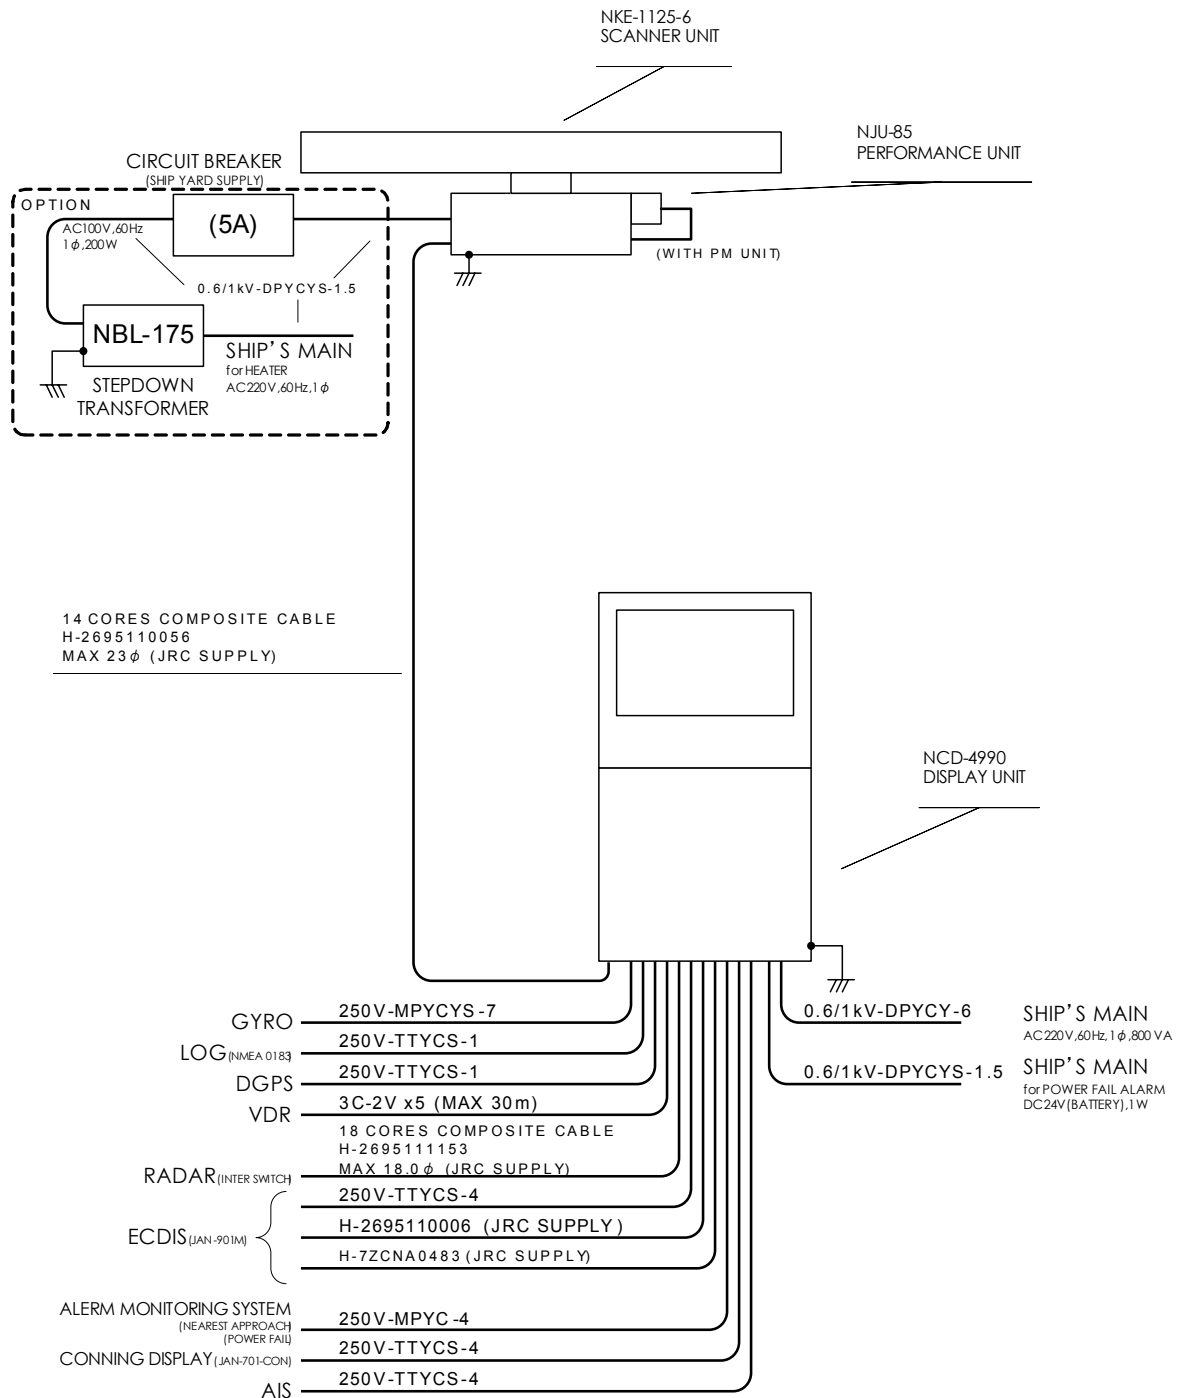 NKE-1125-6
SCANNER UNIT
NJU-85
PERFORMANCE UNIT
CIRCUIT BREAKER
(SHIP YARD SUPPLY)
OPTION
AC100V,60Hz
1φ,200W
(5A)
(WITH PM UNIT)
0.6/1kV-DPYCYS-1.5
NBL-175
SHIP'S MAIN
for HEATER
AC220V,60Hz,1φ
STEPDOWN
TRANSFORMER
14 CORES COMPOSITE CABLE
H-2695110056
MAX 23φ (JRC SUPPLY)
NCD-4990
DISPLAY UNIT
GYRO 250V-MPYCYS-7
LOG(NMEA 0183) 250V-TTYCS-1
DGPS 250V-TTYCS-1
VDR 3C-2V x5 (MAX 30m)
18 CORES COMPOSITE CABLE
H-2695111153
RADAR(INTER SWITCH) MAX 18.0φ (JRC SUPPLY)
250V-TTYCS-4
ECDIS(JAN-901M) H-2695110006 (JRC SUPPLY)
H-7ZCNA0483 (JRC SUPPLY)
ALERM MONITORING SYSTEM 250V-MPYC-4
(NEAREST APPROACH)
(POWER FAIL)
CONNING DISPLAY(JAN-701-CON) 250V-TTYCS-4
AIS 250V-TTYCS-4
0.6/1kV-DPYCY-6 SHIP'S MAIN
AC220V,60Hz,1φ,800VA
0.6/1kV-DPYCYS-1.5 SHIP'S MAIN
for POWER FAIL ALARM
DC24V(BATTERY),1W